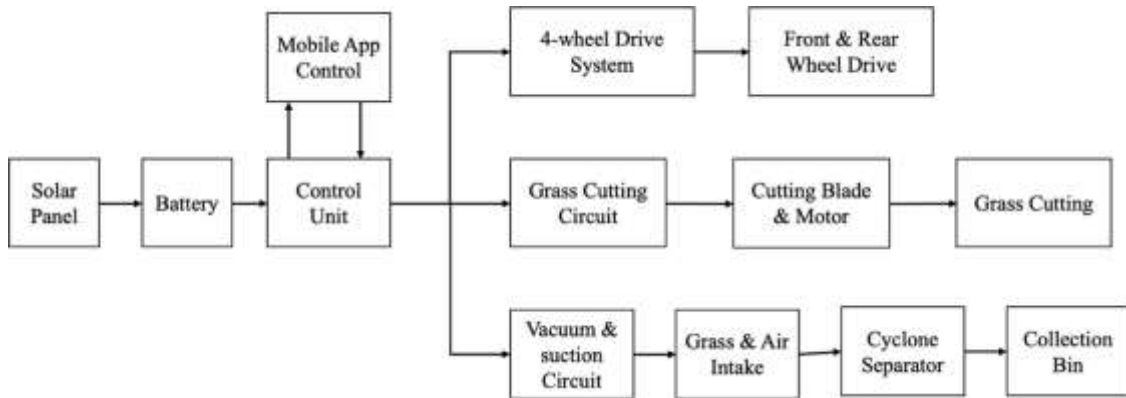 Mobile App
Control
4-wheel Drive
System
Front & Rear
Wheel Drive
Solar
Panel
Battery
Control
Unit
Grass Cutting
Circuit
Cutting Blade
& Motor
Grass Cutting
Vacuum &
suction
Circuit
Grass & Air
Intake
Cyclone
Separator
Collection
Bin